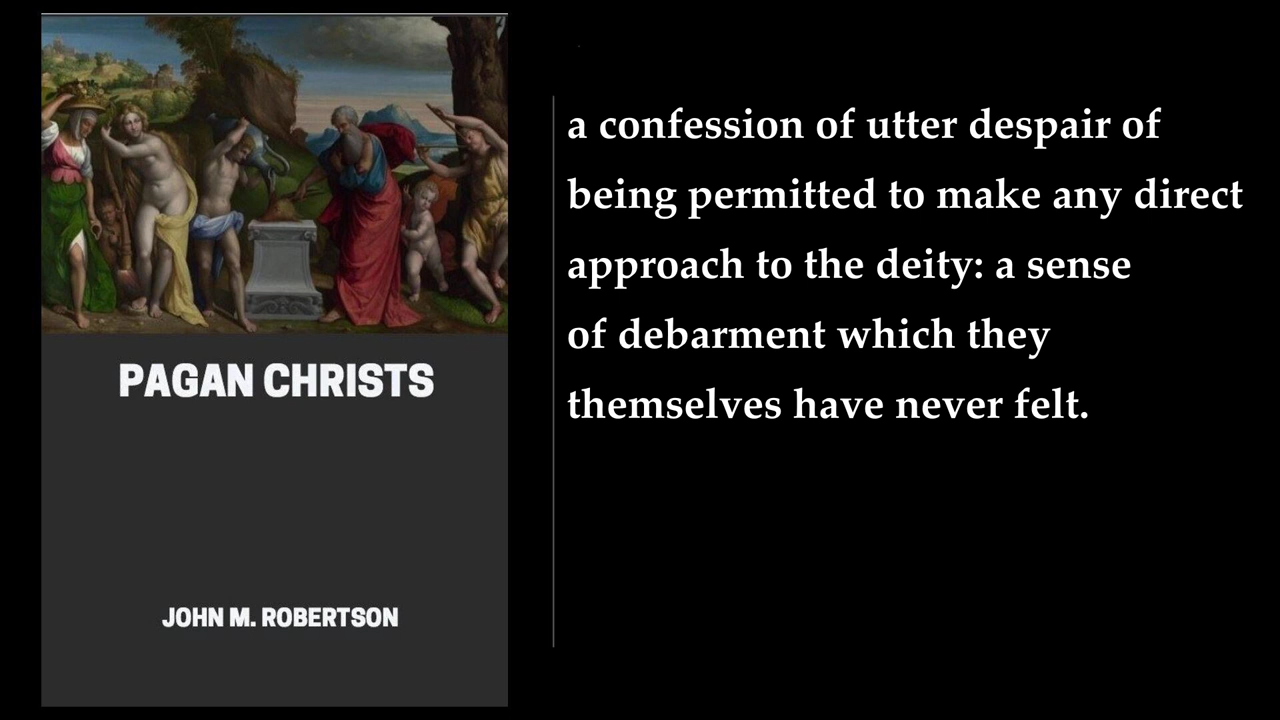 PAGAN CHRISTS
JOHN M. ROBERTSON
a confession of utter despair of
being permitted to make any direct
approach to the deity: a sense
of debarment which they
themselves have never felt.